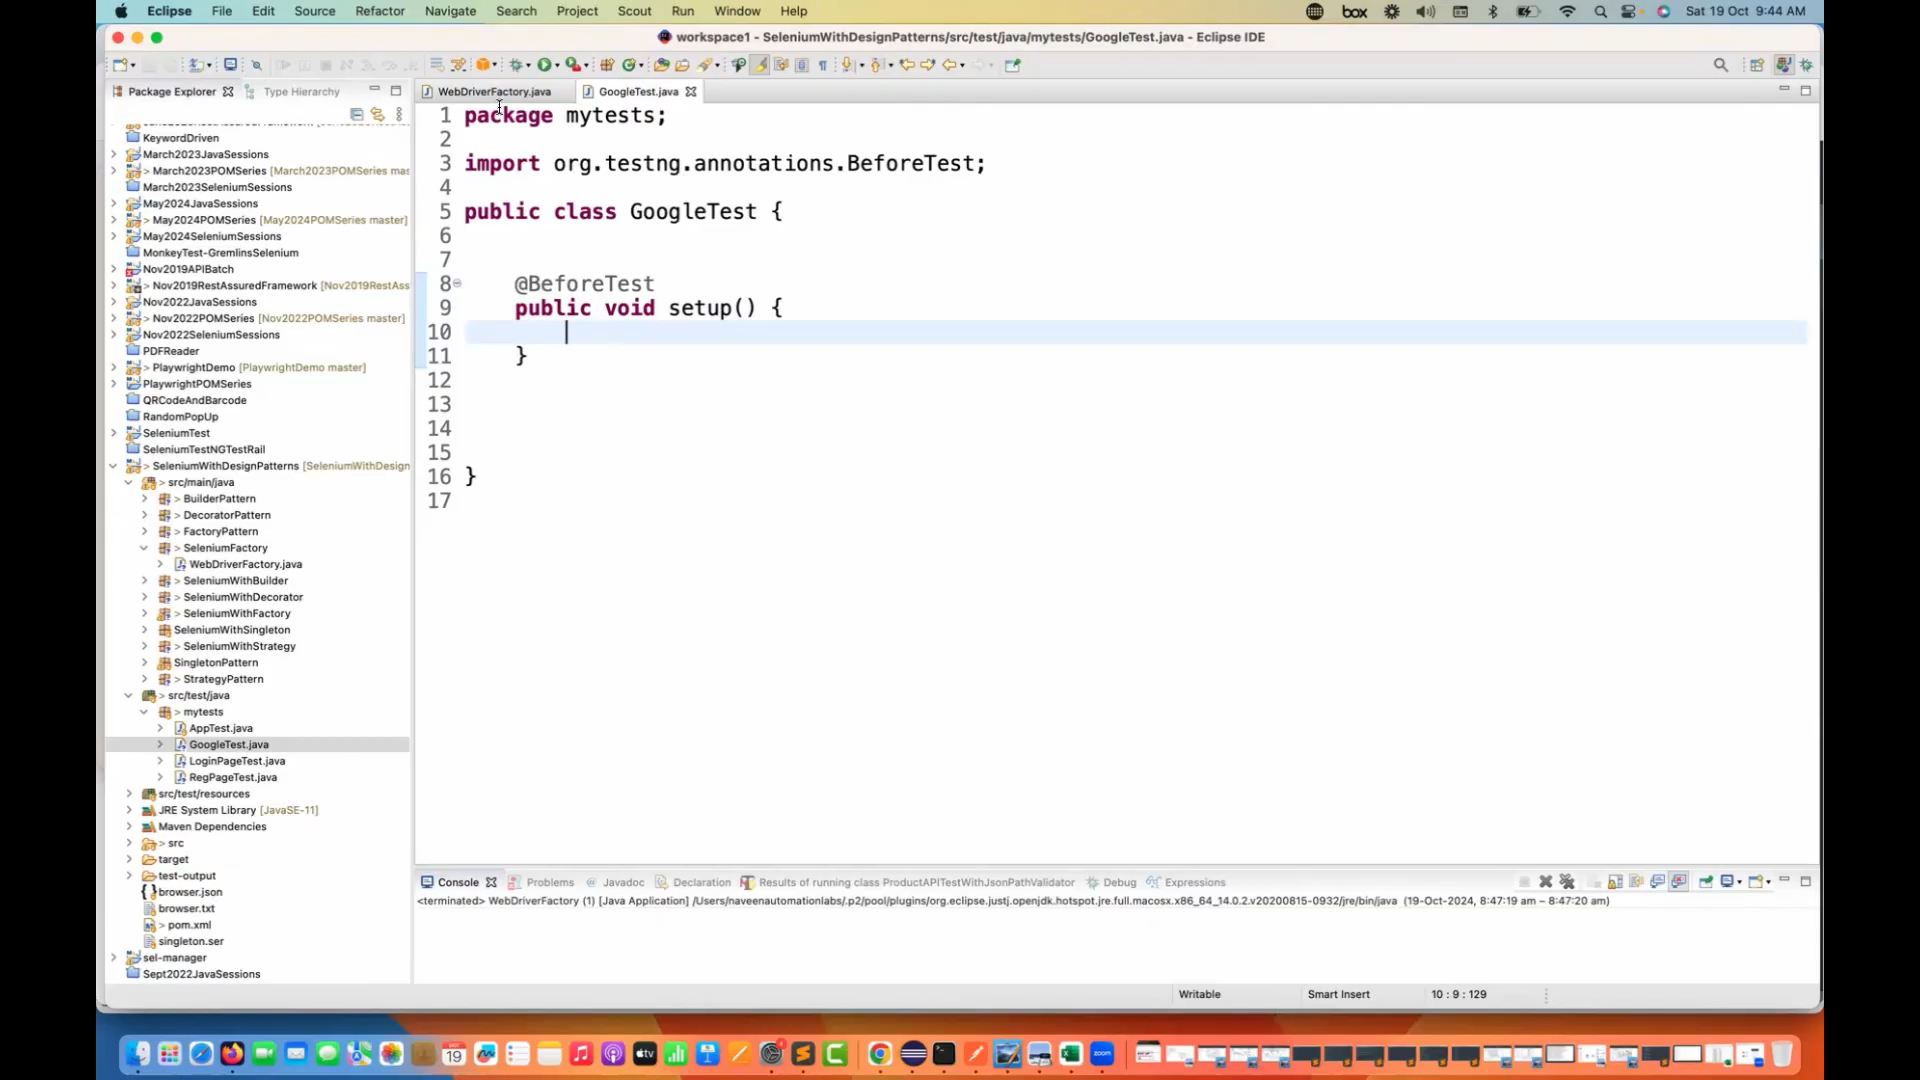 Eclipse File Edit Source Refactor Navigate Search Project Scout Run Window Help box Sat 19 Oct 9:44 AM
workspace1 - SeleniumWithDesignPatterns/src/test/java/mytests/GoogleTest.java - Eclipse IDE
Package Explorer Type Hierarchy
WebDriverFactory.java GoogleTest.java
KeywordDriven
March2023JavaSessions
> March2023POMSeries [March2023POMSeries mas
March2023SeleniumSessions
May2024JavaSessions
> May2024POMSeries [May2024POMSeries master]
May2024SeleniumSessions
MonkeyTest-GremlinsSelenium
Nov2019APIBatch
> Nov2019RestAssuredFramework [Nov2019RestAss
Nov2022JavaSessions
> Nov2022POMSeries [Nov2022POMSeries master]
Nov2022SeleniumSessions
PDFReader
> PlaywrightDemo [PlaywrightDemo master]
PlaywrightPOMSeries
QRCodeAndBarcode
RandomPopUp
SeleniumTest
SeleniumTestNGTestRail
> SeleniumWithDesignPatterns [SeleniumWithDesign
> src/main/java
> BuilderPattern
> DecoratorPattern
> FactoryPattern
> SeleniumFactory
WebDriverFactory.java
> SeleniumWithBuilder
> SeleniumWithDecorator
> SeleniumWithFactory
SeleniumWithSingleton
> SeleniumWithStrategy
SingletonPattern
> StrategyPattern
> src/test/java
> mytests
AppTest.java
GoogleTest.java
LoginPageTest.java
RegPageTest.java
src/test/resources
JRE System Library [JavaSE-11]
Maven Dependencies
> src
target
test-output
browser.json
browser.txt
> pom.xml
singleton.ser
sel-manager
Sept2022JavaSessions
1 package mytests;
2
3 import org.testng.annotations.BeforeTest;
4
5 public class GoogleTest {
6
7
8 @BeforeTest
9 public void setup() {
10
11 }
12
13
14
15
16 }
17
Console Problems Javadoc Declaration Results of running class ProductAPITestWithJsonPathValidator Debug Expressions
<terminated> WebDriverFactory (1) [Java Application] /Users/naveenautomationlabs/.p2/pool/plugins/org.eclipse.justj.openjdk.hotspot.jre.full.macosx.x86_64_14.0.2.v20200815-0932/jre/bin/java (19-Oct-2024, 8:47:19 am – 8:47:20 am)
Writable Smart Insert 10 : 9 : 129